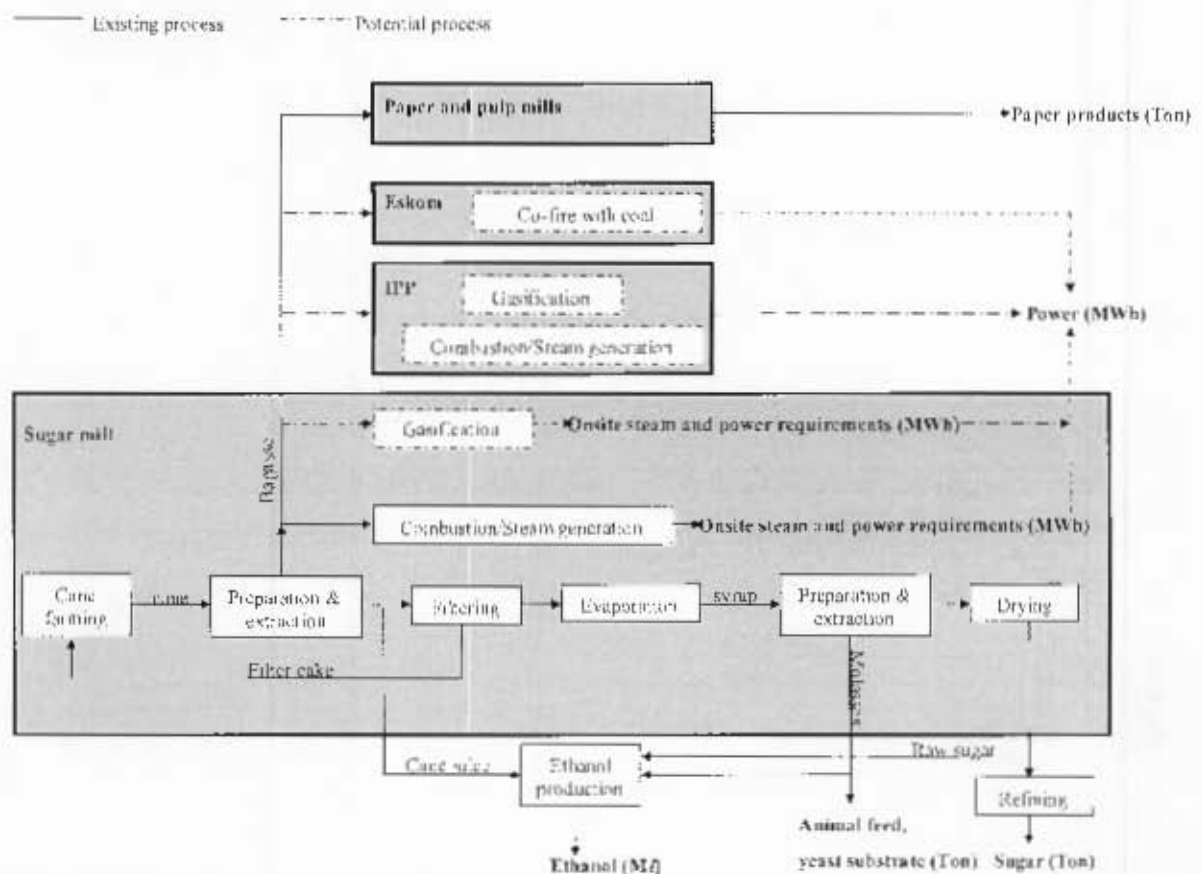 Existing process
Potential process
Paper and pulp mills
Paper products (Ton)
Eskom
Co-fire with coal
IPP
Gasification
Power (MWh)
Combustion/Steam generation
Sugar mill
Gasification
Onsite steam and power requirements (MWh)
Bagasse
Combustion/Steam generation
Onsite steam and power requirements (MWh)
Cane
farming
cane
Preparation &
extraction
Filtering
Evaporation
syrup
Preparation &
extraction
Drying
Filter cake
Molasses
Raw sugar
Ethanol
production
Refining
Animal feed,
yeast substrate (Ton)
Sugar (Ton)
Ethanol (Mℓ)